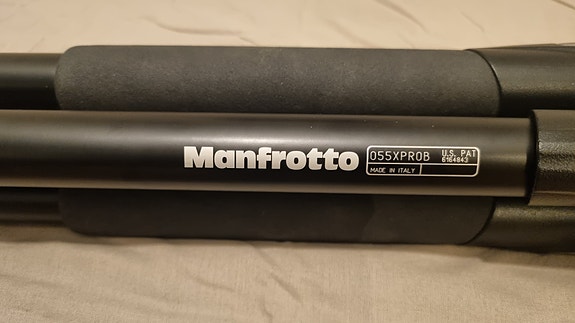 Manfrotto
055XPROB U.S. PAT
6164843
MADE IN ITALY